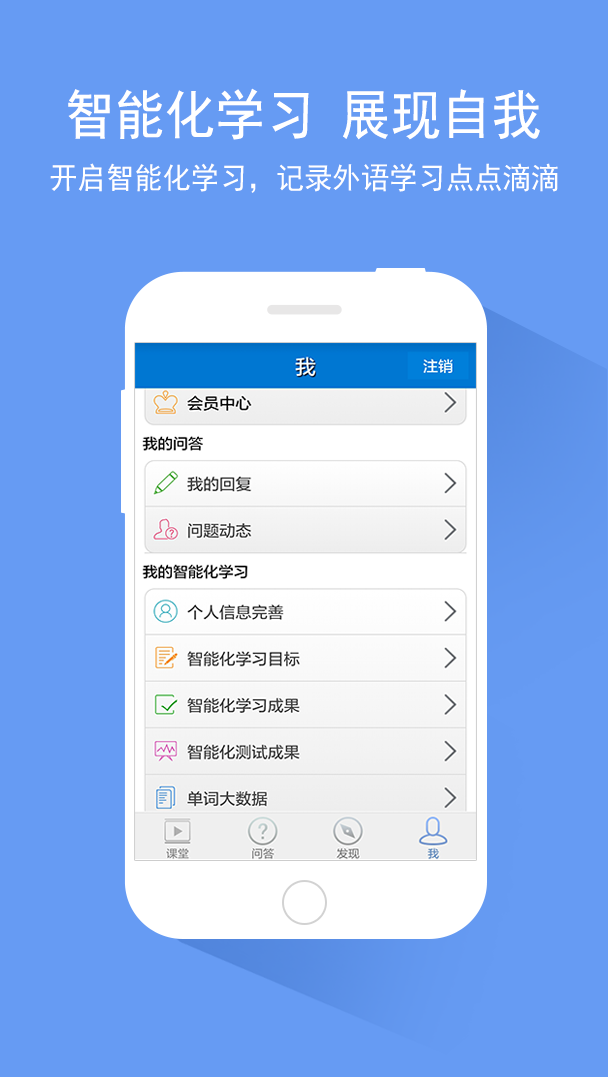 智能化学习 展现自我
开启智能化学习，记录外语学习点点滴滴
我 注销
会员中心
我的问答
我的回复
问题动态
我的智能化学习
个人信息完善
智能化学习目标
智能化学习成果
智能化测试成果
单词大数据
课堂 问答 发现 我